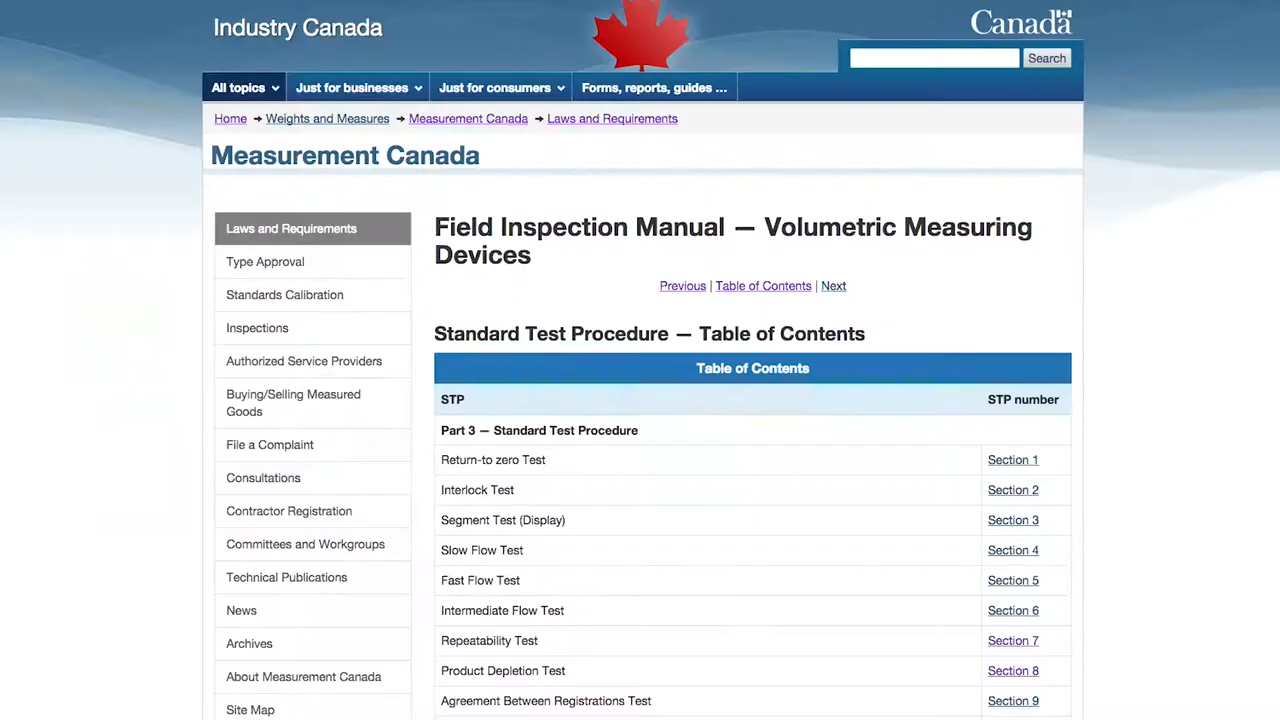 Industry Canada
Canada
Search
All topics
Just for businesses
Just for consumers
Forms, reports, guides ...
Home → Weights and Measures → Measurement Canada → Laws and Requirements
Measurement Canada
Laws and Requirements
Type Approval
Standards Calibration
Inspections
Authorized Service Providers
Buying/Selling Measured
Goods
File a Complaint
Consultations
Contractor Registration
Committees and Workgroups
Technical Publications
News
Archives
About Measurement Canada
Site Map
Field Inspection Manual — Volumetric Measuring
Devices
Previous | Table of Contents | Next
Standard Test Procedure — Table of Contents
Table of Contents
STP STP number
Part 3 — Standard Test Procedure
Return-to zero Test Section 1
Interlock Test Section 2
Segment Test (Display) Section 3
Slow Flow Test Section 4
Fast Flow Test Section 5
Intermediate Flow Test Section 6
Repeatability Test Section 7
Product Depletion Test Section 8
Agreement Between Registrations Test Section 9